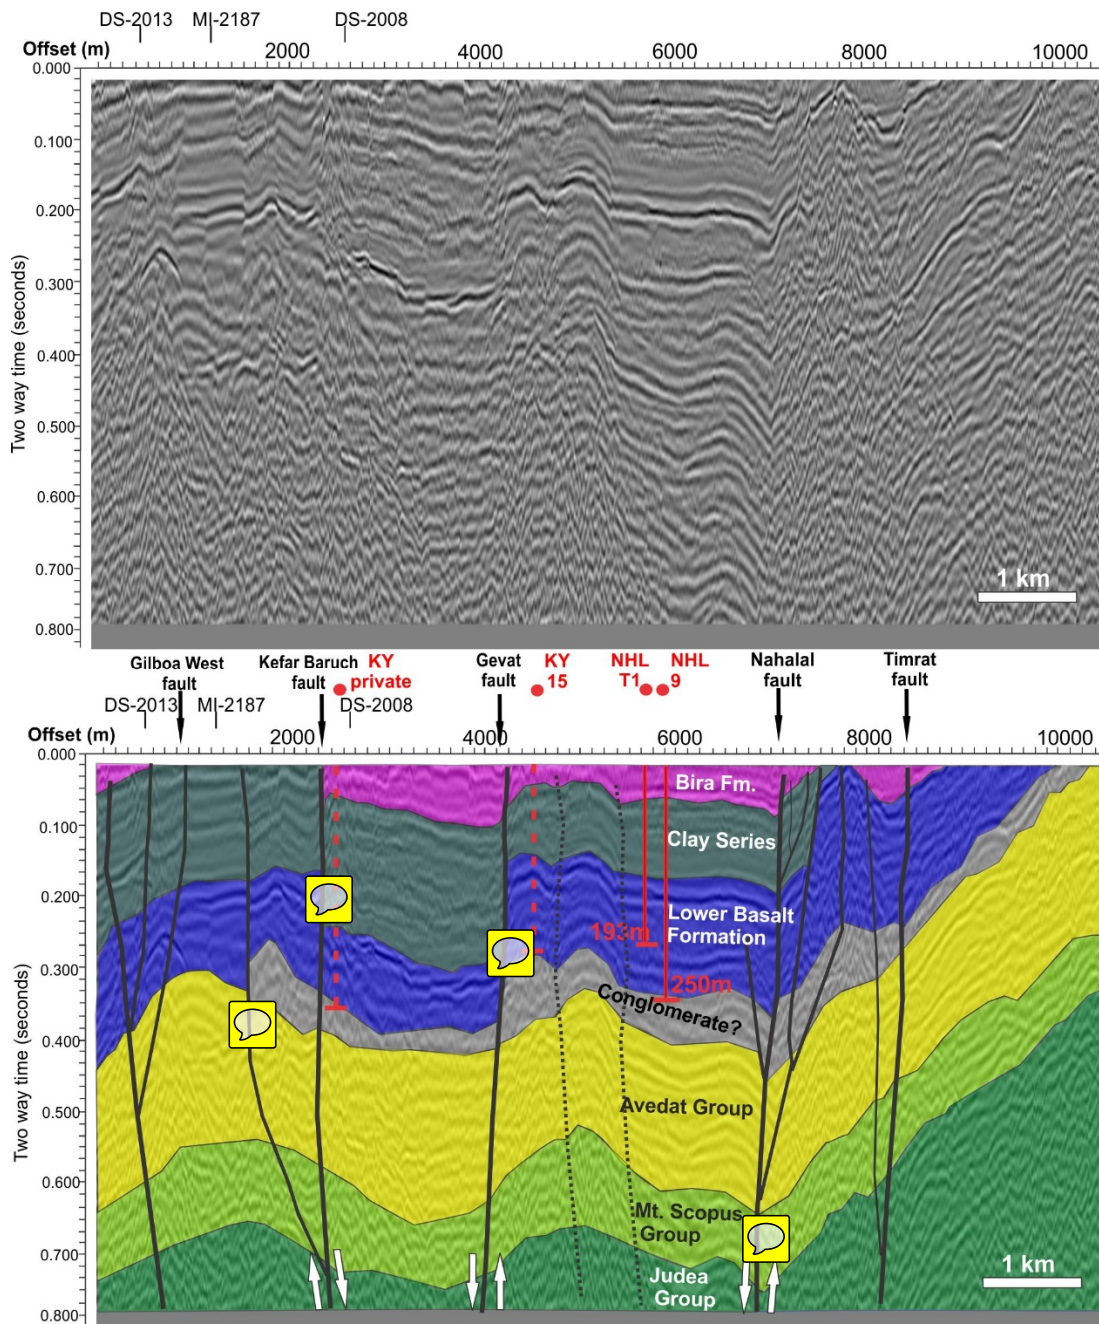 DS-2013 MI-2187 DS-2008
Offset (m) 2000 4000 6000 8000 10000
0.000
0.100
0.200
0.300
0.400
0.500
0.600
0.700
0.800
Two way time (seconds)
1 km
Gilboa West fault
Kefar Baruch fault
KY private
Gevat fault
KY 15
NHL T1
NHL 9
Nahalal fault
Timrat fault
DS-2013 MI-2187 DS-2008
Offset (m) 2000 4000 6000 8000 10000
0.000
0.100
0.200
0.300
0.400
0.500
0.600
0.700
0.800
Two way time (seconds)
Bira Fm.
Clay Series
Lower Basalt
Formation
193m
250m
Conglomerate?
Avedat Group
Mt. Scopus
Group
Judea
Group
1 km